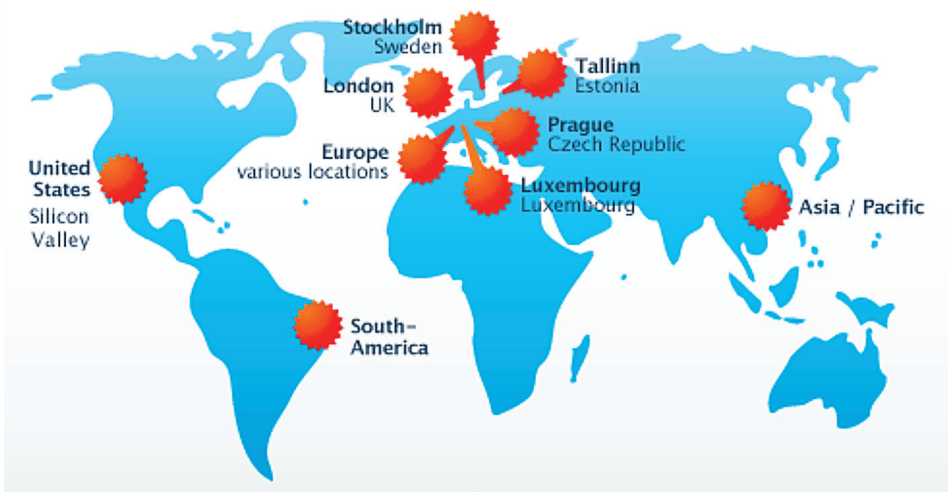 Stockholm
Sweden
Tallinn
Estonia
London
UK
Prague
Czech Republic
Europe
various locations
United
States
Silicon
Valley
Luxembourg
Luxembourg
Asia / Pacific
South-
America